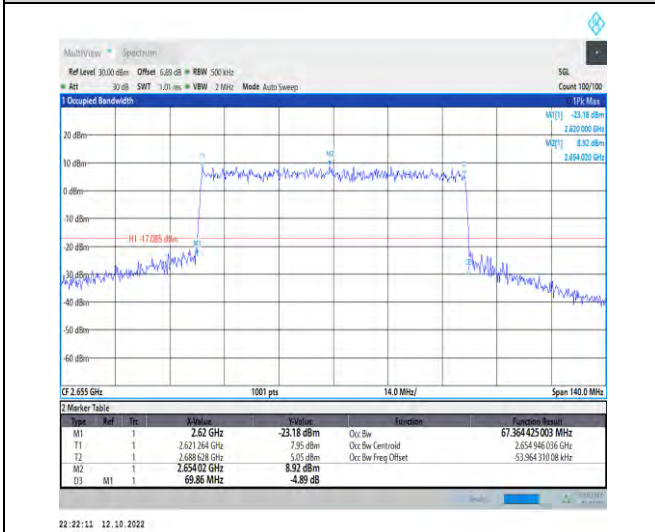 MultiView Spectrum
Ref Level 30.00 dBm Offset 6.89 dB RBW 500 kHz SGL
Att 30 dB SWT 1.01 ms VBW 2 MHz Mode Auto Sweep Count 100/100
1 Occupied Bandwidth 1Pk Max
M1[1] -23.18 dBm
2.620 000 GHz
M2[1] 8.92 dBm
2.654 020 GHz
20 dBm
M2
10 dBm
0 dBm
-10 dBm
H1 -17.085 dBm
M1
-20 dBm
-30 dBm
-40 dBm
-50 dBm
-60 dBm
CF 2.655 GHz 1001 pts 14.0 MHz/ Span 140.0 MHz
2 Marker Table
Type Ref Trc X-Value Y-Value Function Function Result
M1 1 2.62 GHz -23.18 dBm Occ Bw 67.364 425 003 MHz
T1 1 2.621 264 GHz 7.95 dBm Occ Bw Centroid 2.654 946 036 GHz
T2 1 2.688 628 GHz 5.05 dBm Occ Bw Freq Offset -53.964 310 08 kHz
M2 1 2.654 02 GHz 8.92 dBm
D3 M1 1 69.86 MHz -4.89 dB
22:22:11 12.10.2022